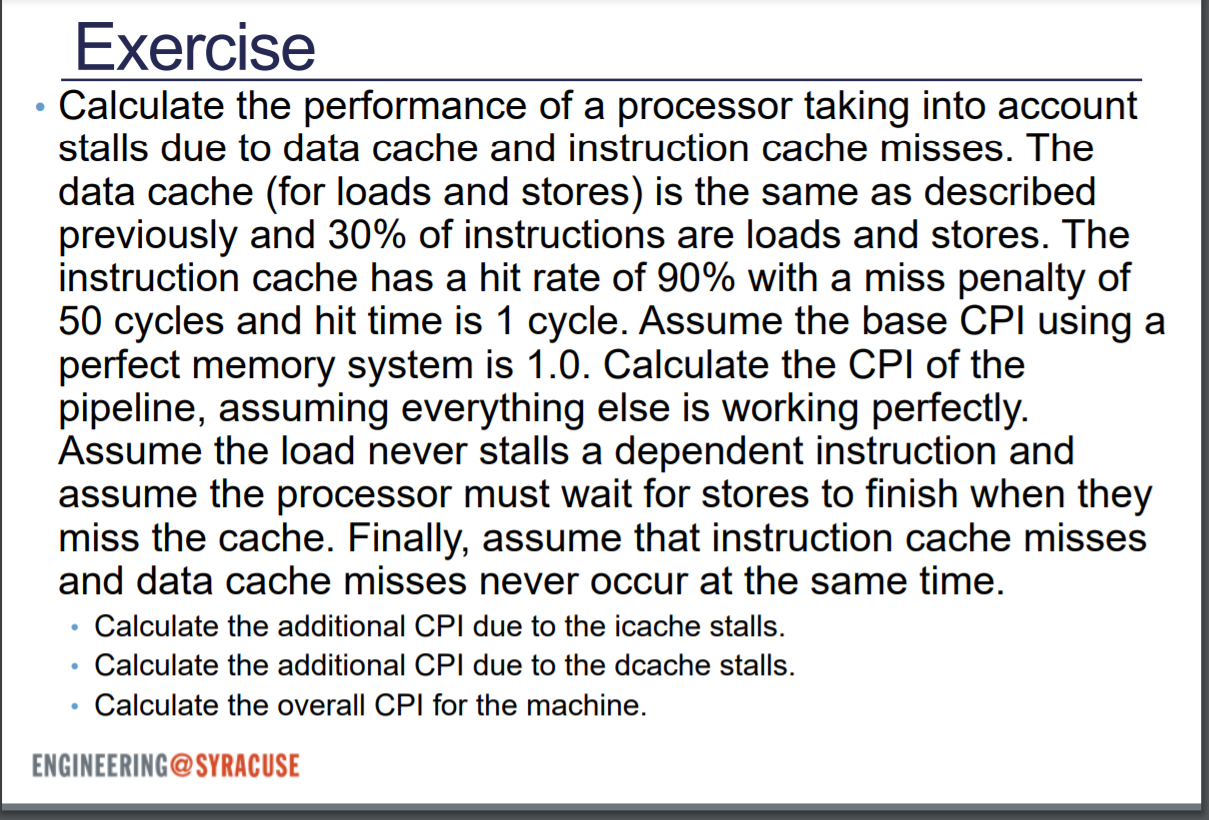 Exercise
• Calculate the performance of a processor taking into account
stalls due to data cache and instruction cache misses. The
data cache (for loads and stores) is the same as described
previously and 30% of instructions are loads and stores. The
instruction cache has a hit rate of 90% with a miss penalty of
50 cycles and hit time is 1 cycle. Assume the base CPI using a
perfect memory system is 1.0. Calculate the CPI of the
pipeline, assuming everything else is working perfectly.
Assume the load never stalls a dependent instruction and
assume the processor must wait for stores to finish when they
miss the cache. Finally, assume that instruction cache misses
and data cache misses never occur at the same time.
• Calculate the additional CPI due to the icache stalls.
• Calculate the additional CPI due to the dcache stalls.
• Calculate the overall CPI for the machine.
ENGINEERING@SYRACUSE